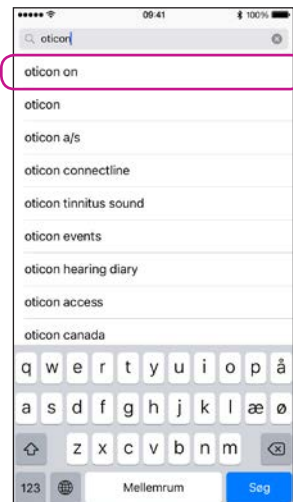 09:41 100%
oticon
oticon on
oticon
oticon a/s
oticon connectline
oticon tinnitus sound
oticon events
oticon hearing diary
oticon access
oticon canada
q w e r t y u i o p å
a s d f g h j k l æ ø
z x c v b n m
123 Mellemrum Søg